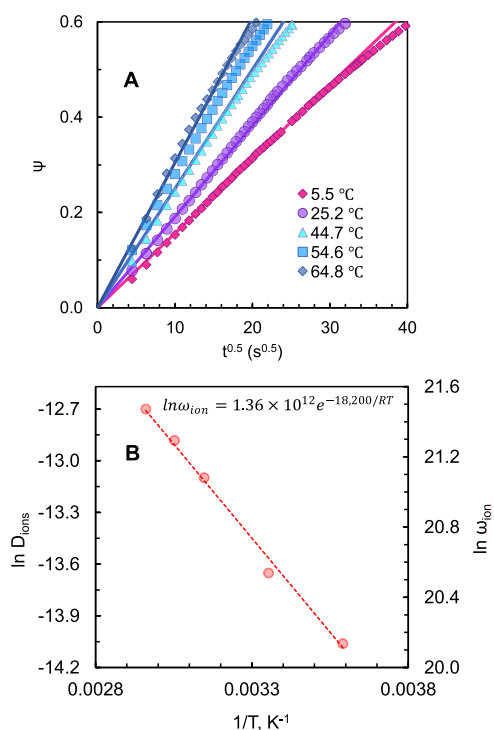 A
Ψ
0.6
0.4
0.2
0.0
5.5 °C
25.2 °C
44.7 °C
54.6 °C
64.8 °C
0 10 20 30 40
t^0.5 (s^0.5)
B
lnω_ion = 1.36 × 10^12 e^−18,200/RT
ln D_ions
-12.7
-13.0
-13.3
-13.6
-13.9
-14.2
21.6
21.2
20.8
20.4
20.0
ln ω_ion
0.0028 0.0033 0.0038
1/T, K^-1